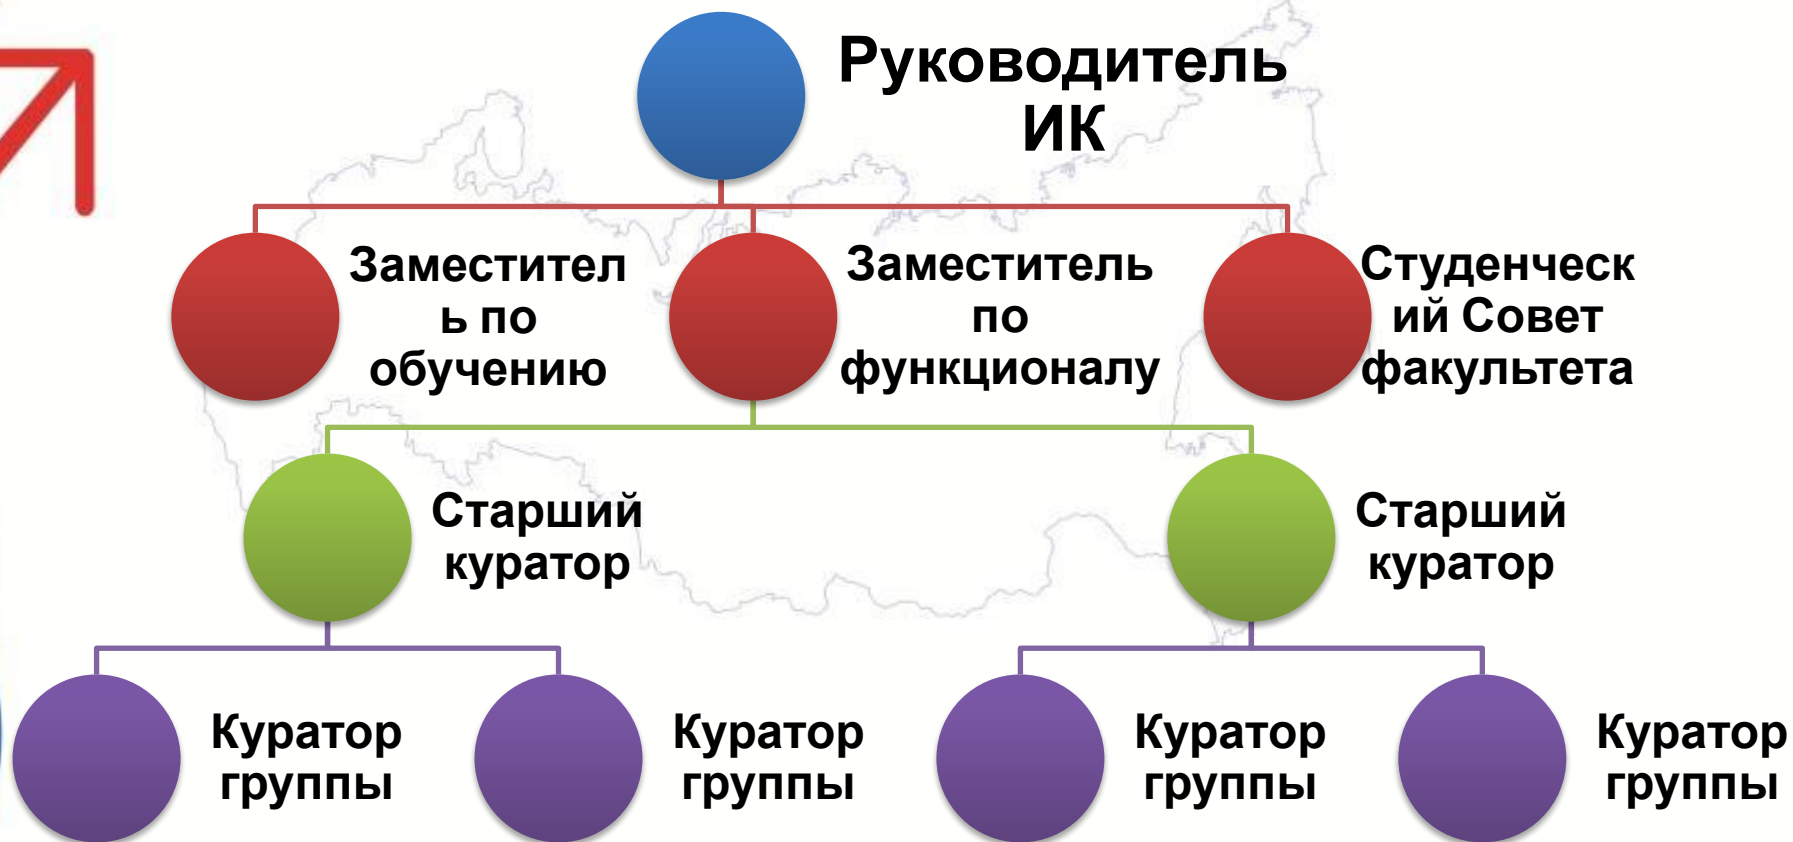 Руководитель
ИК
Заместител
ь по
обучению
Заместитель
по
функционалу
Студенческ
ий Совет
факультета
Старший
куратор
Старший
куратор
Куратор
группы
Куратор
группы
Куратор
группы
Куратор
группы